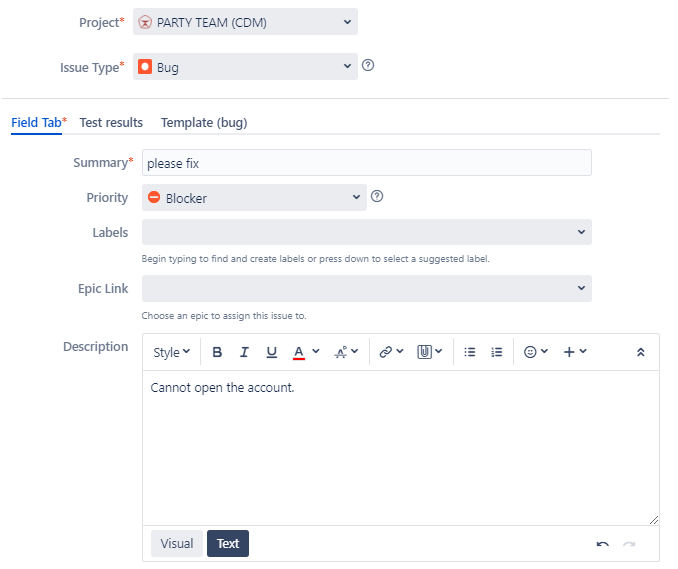 Project* PARTY TEAM (CDM)
Issue Type* Bug
Field Tab* Test results Template (bug)
Summary* please fix
Priority Blocker
Labels
Begin typing to find and create labels or press down to select a suggested label.
Epic Link
Choose an epic to assign this issue to.
Description Style B I U A
Cannot open the account.
Visual Text